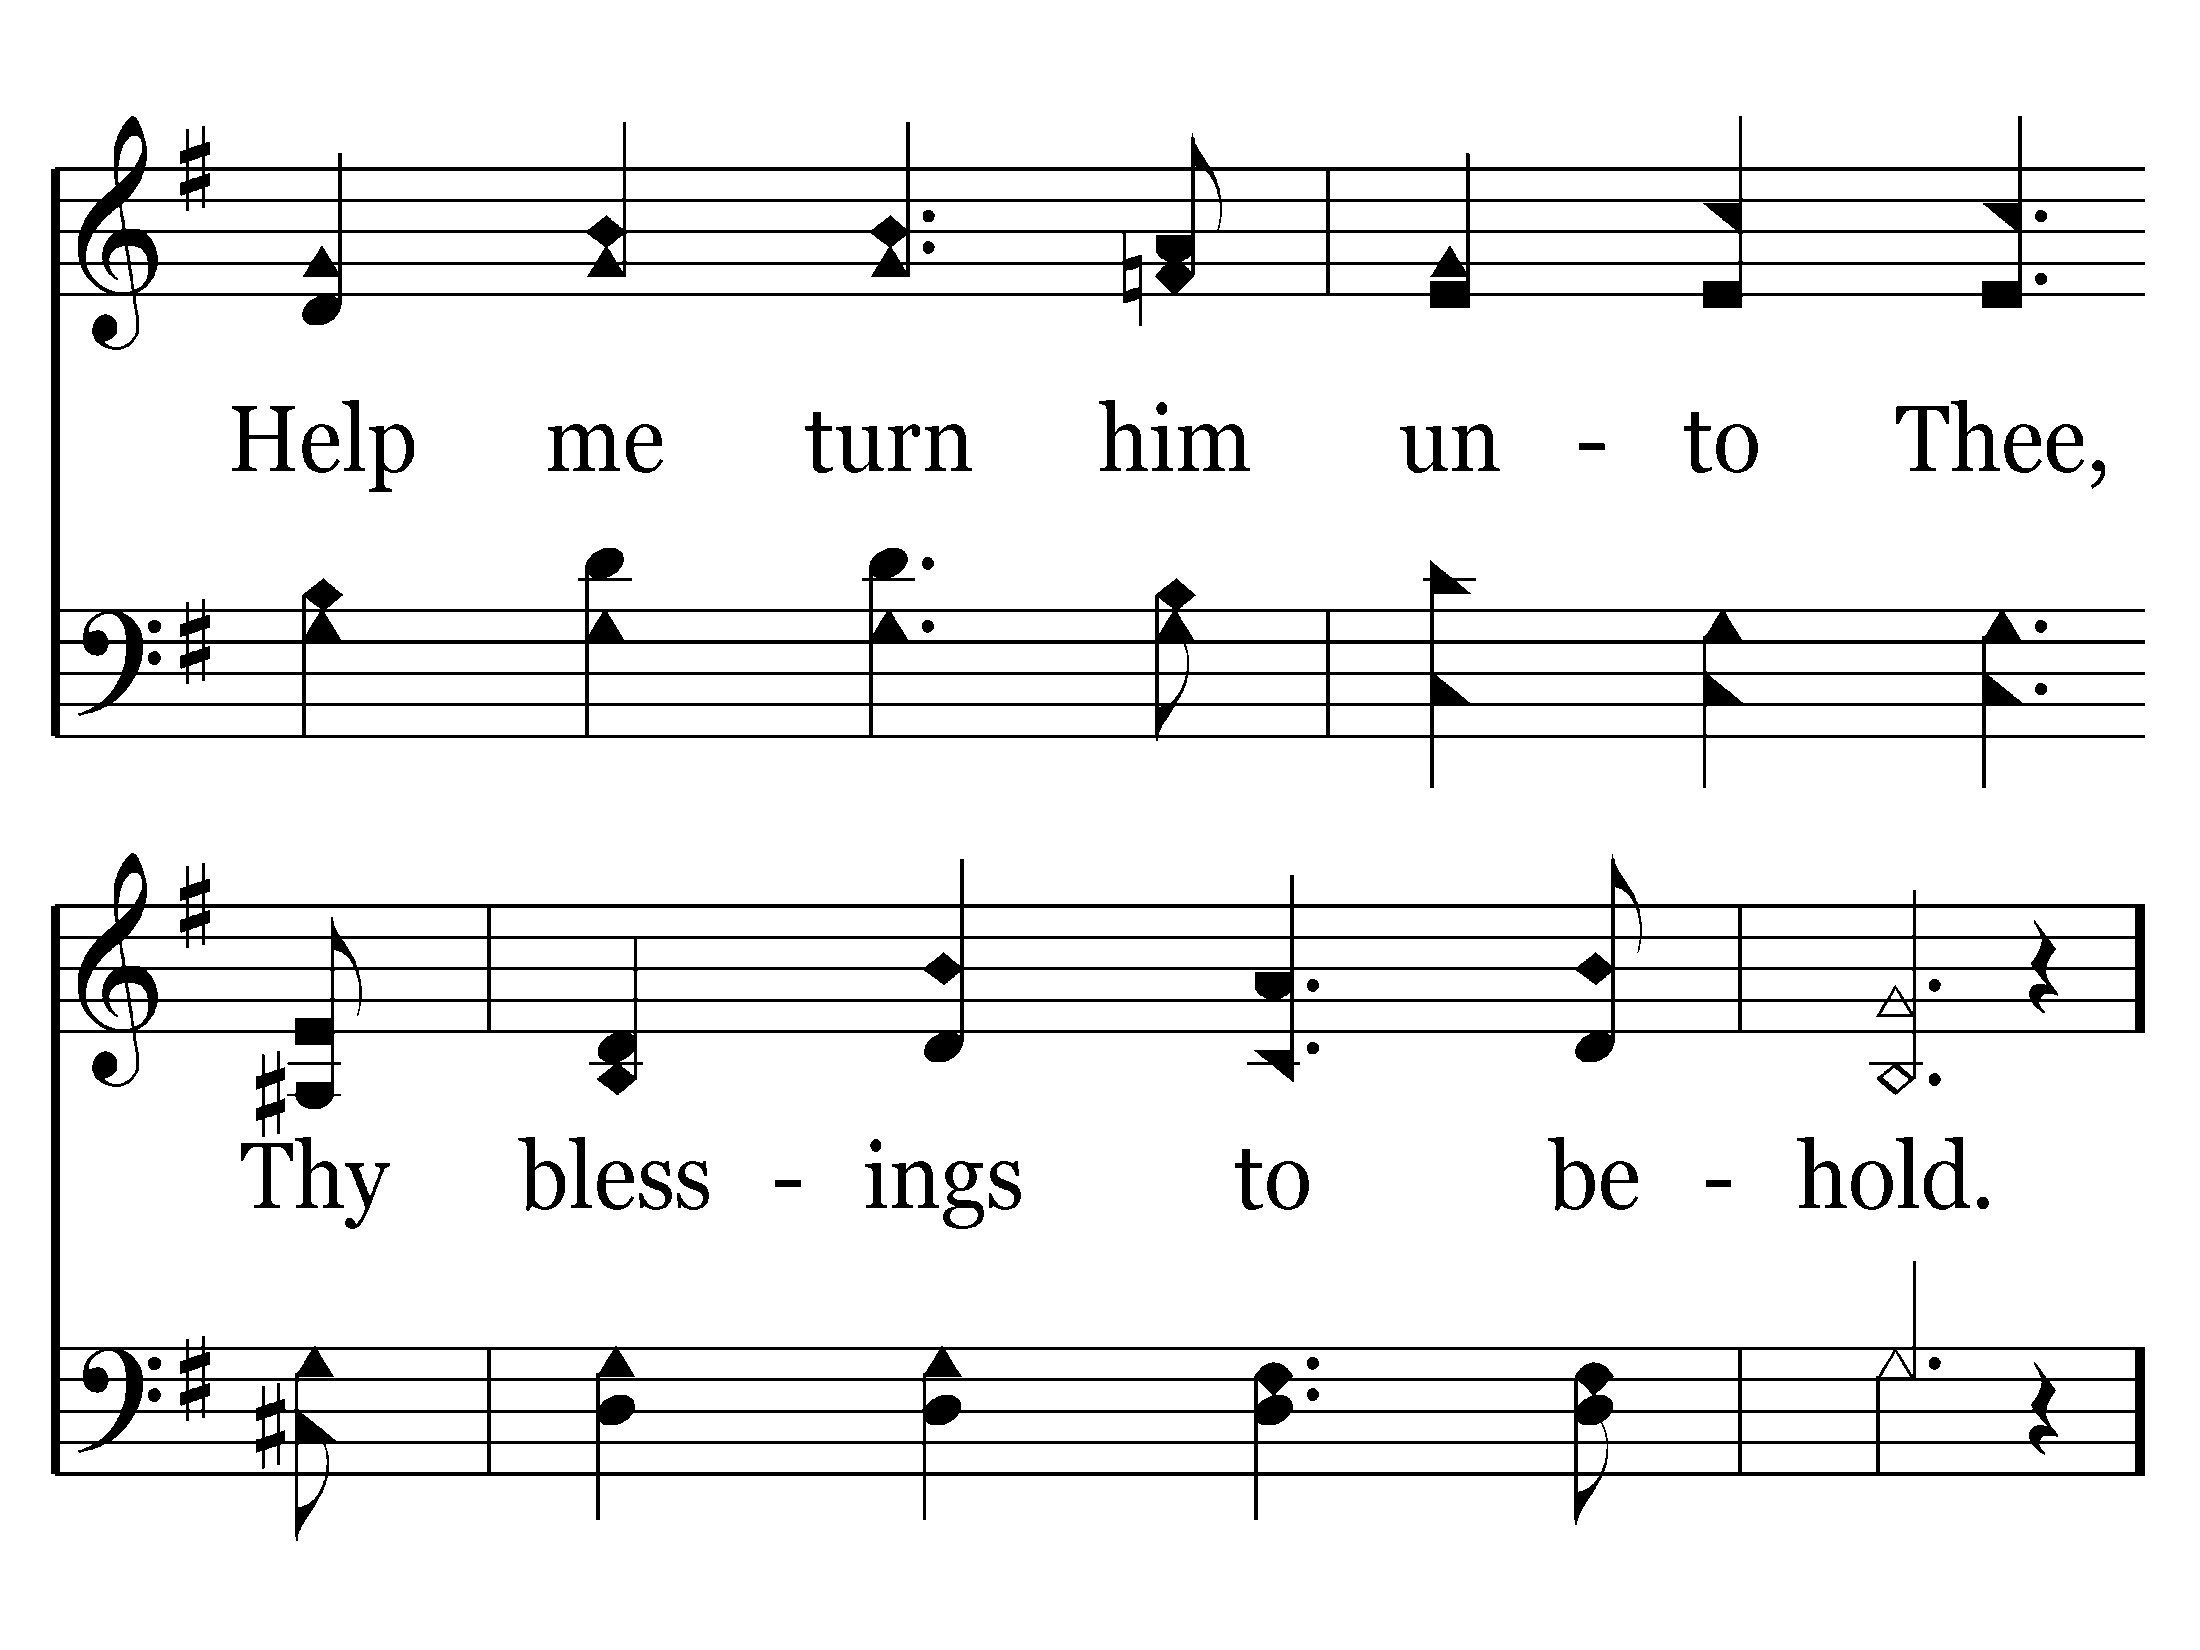 Help me turn him un - to Thee,
Thy bless - ings to be - hold.